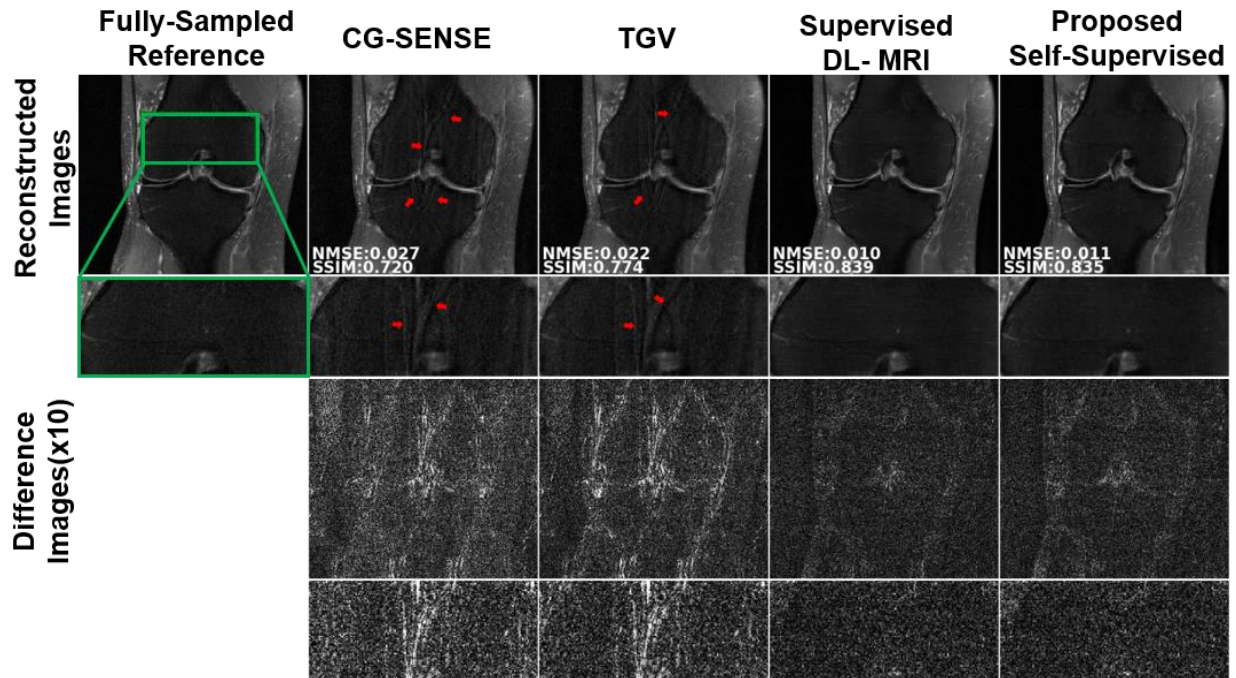 Fully-Sampled
Reference
CG-SENSE
TGV
Supervised
DL- MRI
Proposed
Self-Supervised
Reconstructed
Images
NMSE:0.027
SSIM:0.720
NMSE:0.022
SSIM:0.774
NMSE:0.010
SSIM:0.839
NMSE:0.011
SSIM:0.835
Difference
Images(x10)